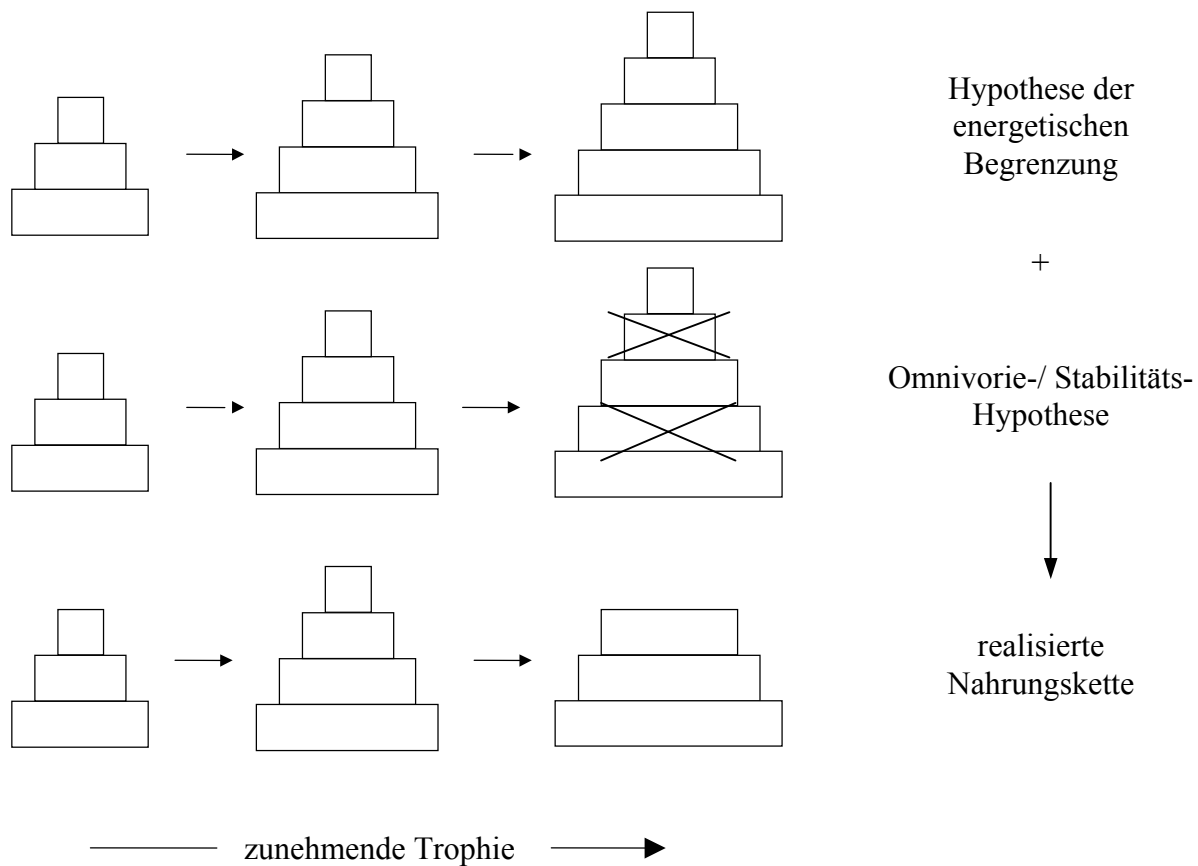 Hypothese der
energetischen
Begrenzung
+
Omnivorie-/ Stabilitäts-
Hypothese
realisierte
Nahrungskette
zunehmende Trophie